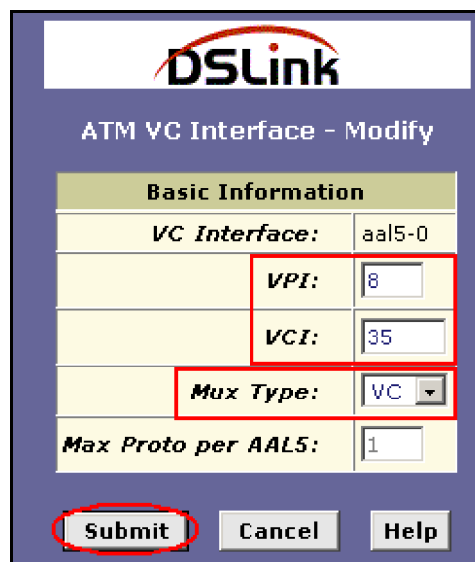 DSLink
ATM VC Interface - Modify
Basic Information
VC Interface: aal5-0
VPI: 8
VCI: 35
Mux Type: VC
Max Proto per AAL5: 1
Submit Cancel Help